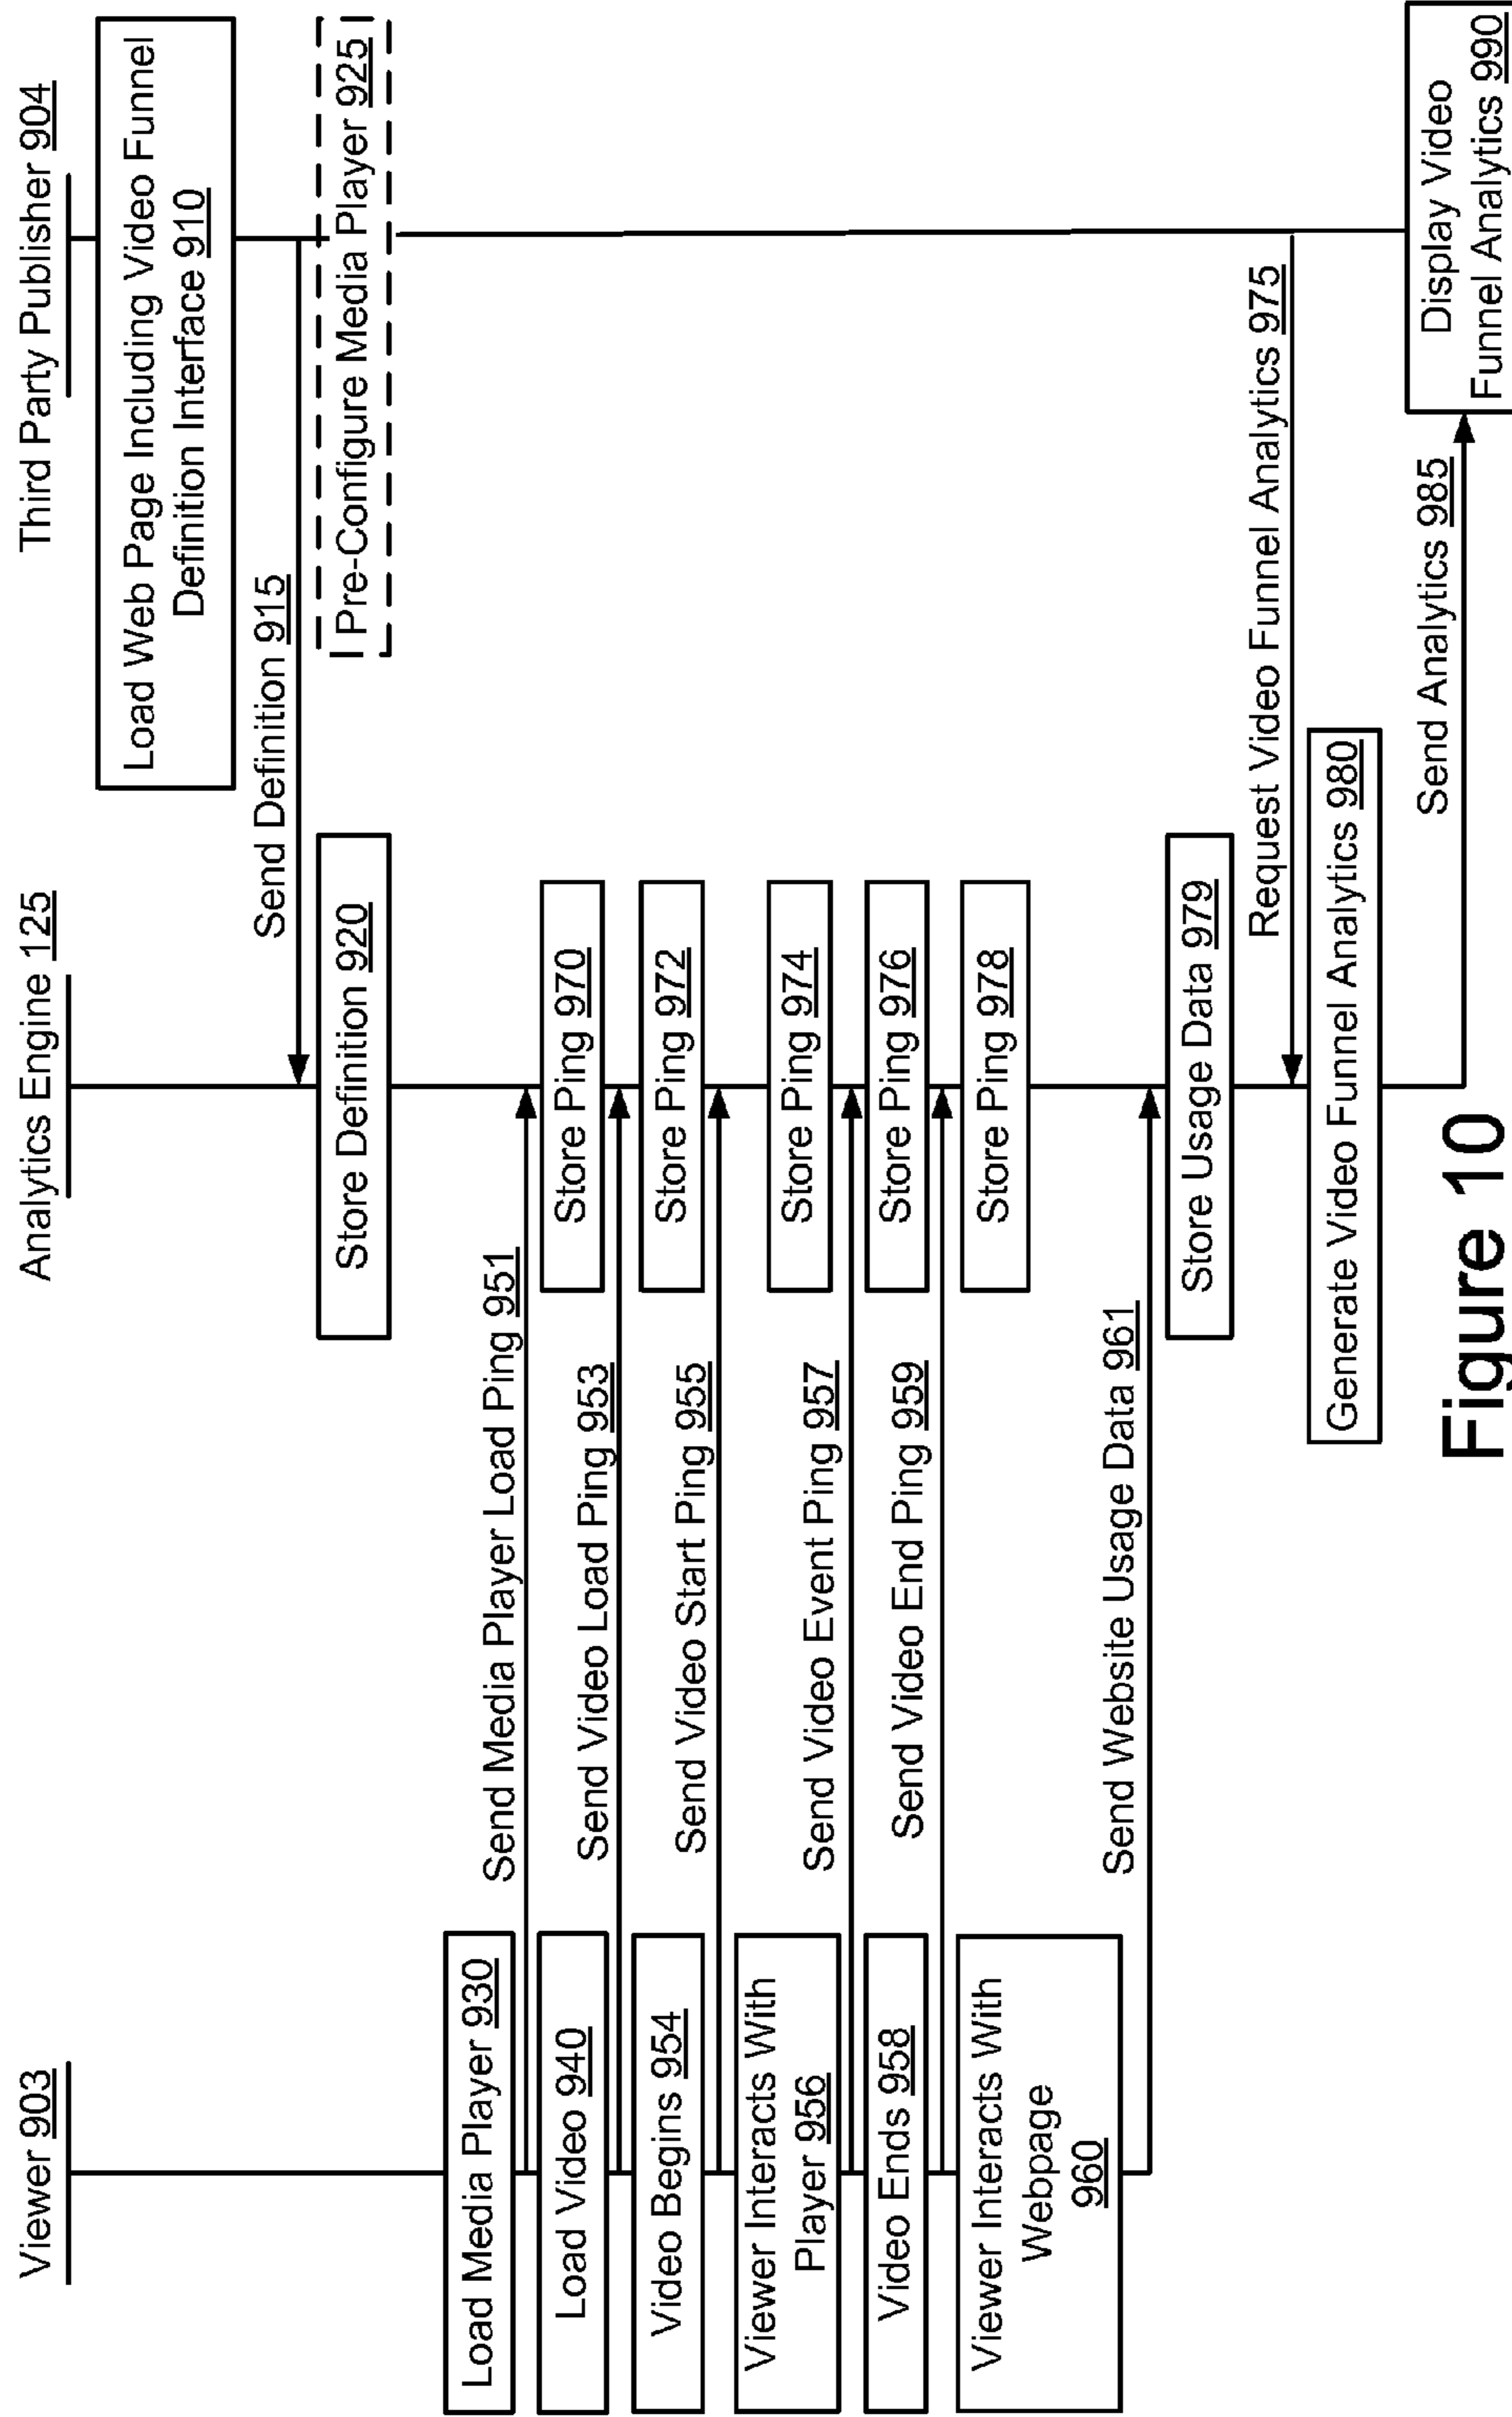 Viewer 903
Analytics Engine 125
Third Party Publisher 904
Load Web Page Including Video Funnel
Definition Interface 910
Send Definition 915
Store Definition 920
Pre-Configure Media Player 925
Load Media Player 930
Send Media Player Load Ping 951
Load Video 940
Store Ping 970
Send Video Load Ping 953
Video Begins 954
Store Ping 972
Send Video Start Ping 955
Viewer Interacts With
Player 956
Store Ping 974
Send Video Event Ping 957
Video Ends 958
Store Ping 976
Send Video End Ping 959
Viewer Interacts With
Webpage
960
Store Ping 978
Send Website Usage Data 961
Store Usage Data 979
Request Video Funnel Analytics 975
Generate Video Funnel Analytics 980
Send Analytics 985
Display Video
Funnel Analytics 990
Figure 10